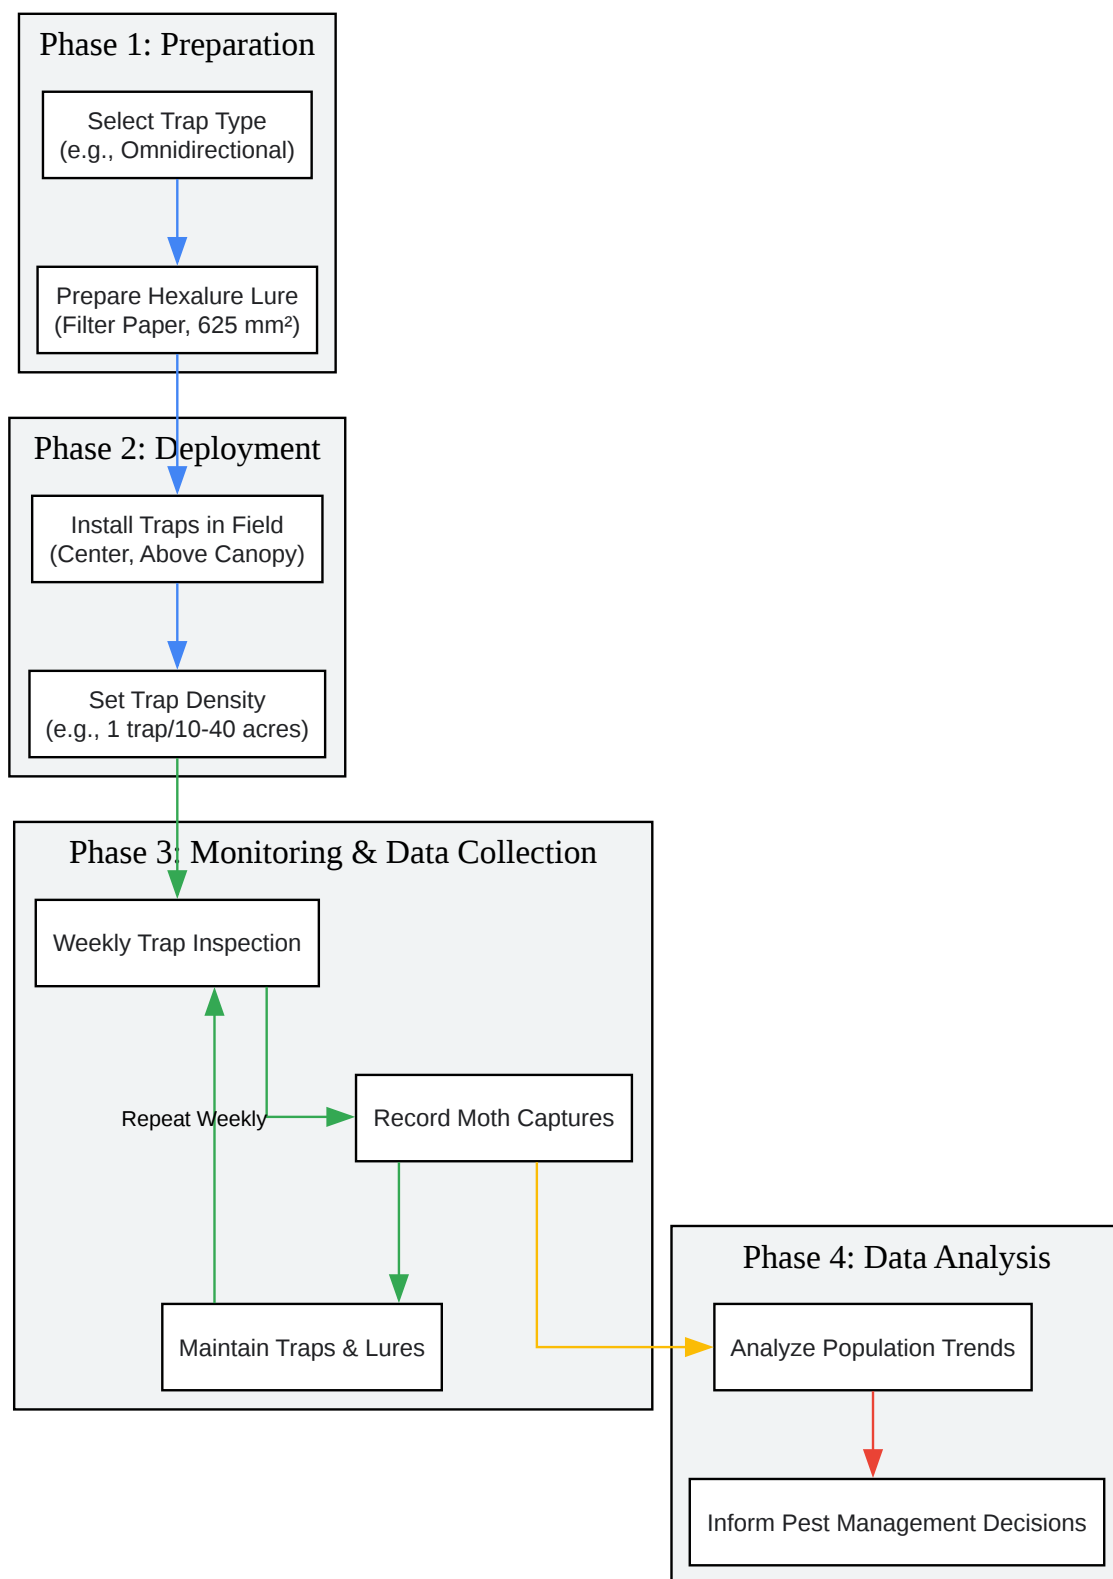 Phase 1: Preparation
Select Trap Type
(e.g., Omnidirectional)
Prepare Hexalure Lure
(Filter Paper, 625 mm²)
Phase 2: Deployment
Install Traps in Field
(Center, Above Canopy)
Set Trap Density
(e.g., 1 trap/10-40 acres)
Phase 3: Monitoring & Data Collection
Weekly Trap Inspection
Repeat Weekly
Record Moth Captures
Maintain Traps & Lures
Phase 4: Data Analysis
Analyze Population Trends
Inform Pest Management Decisions